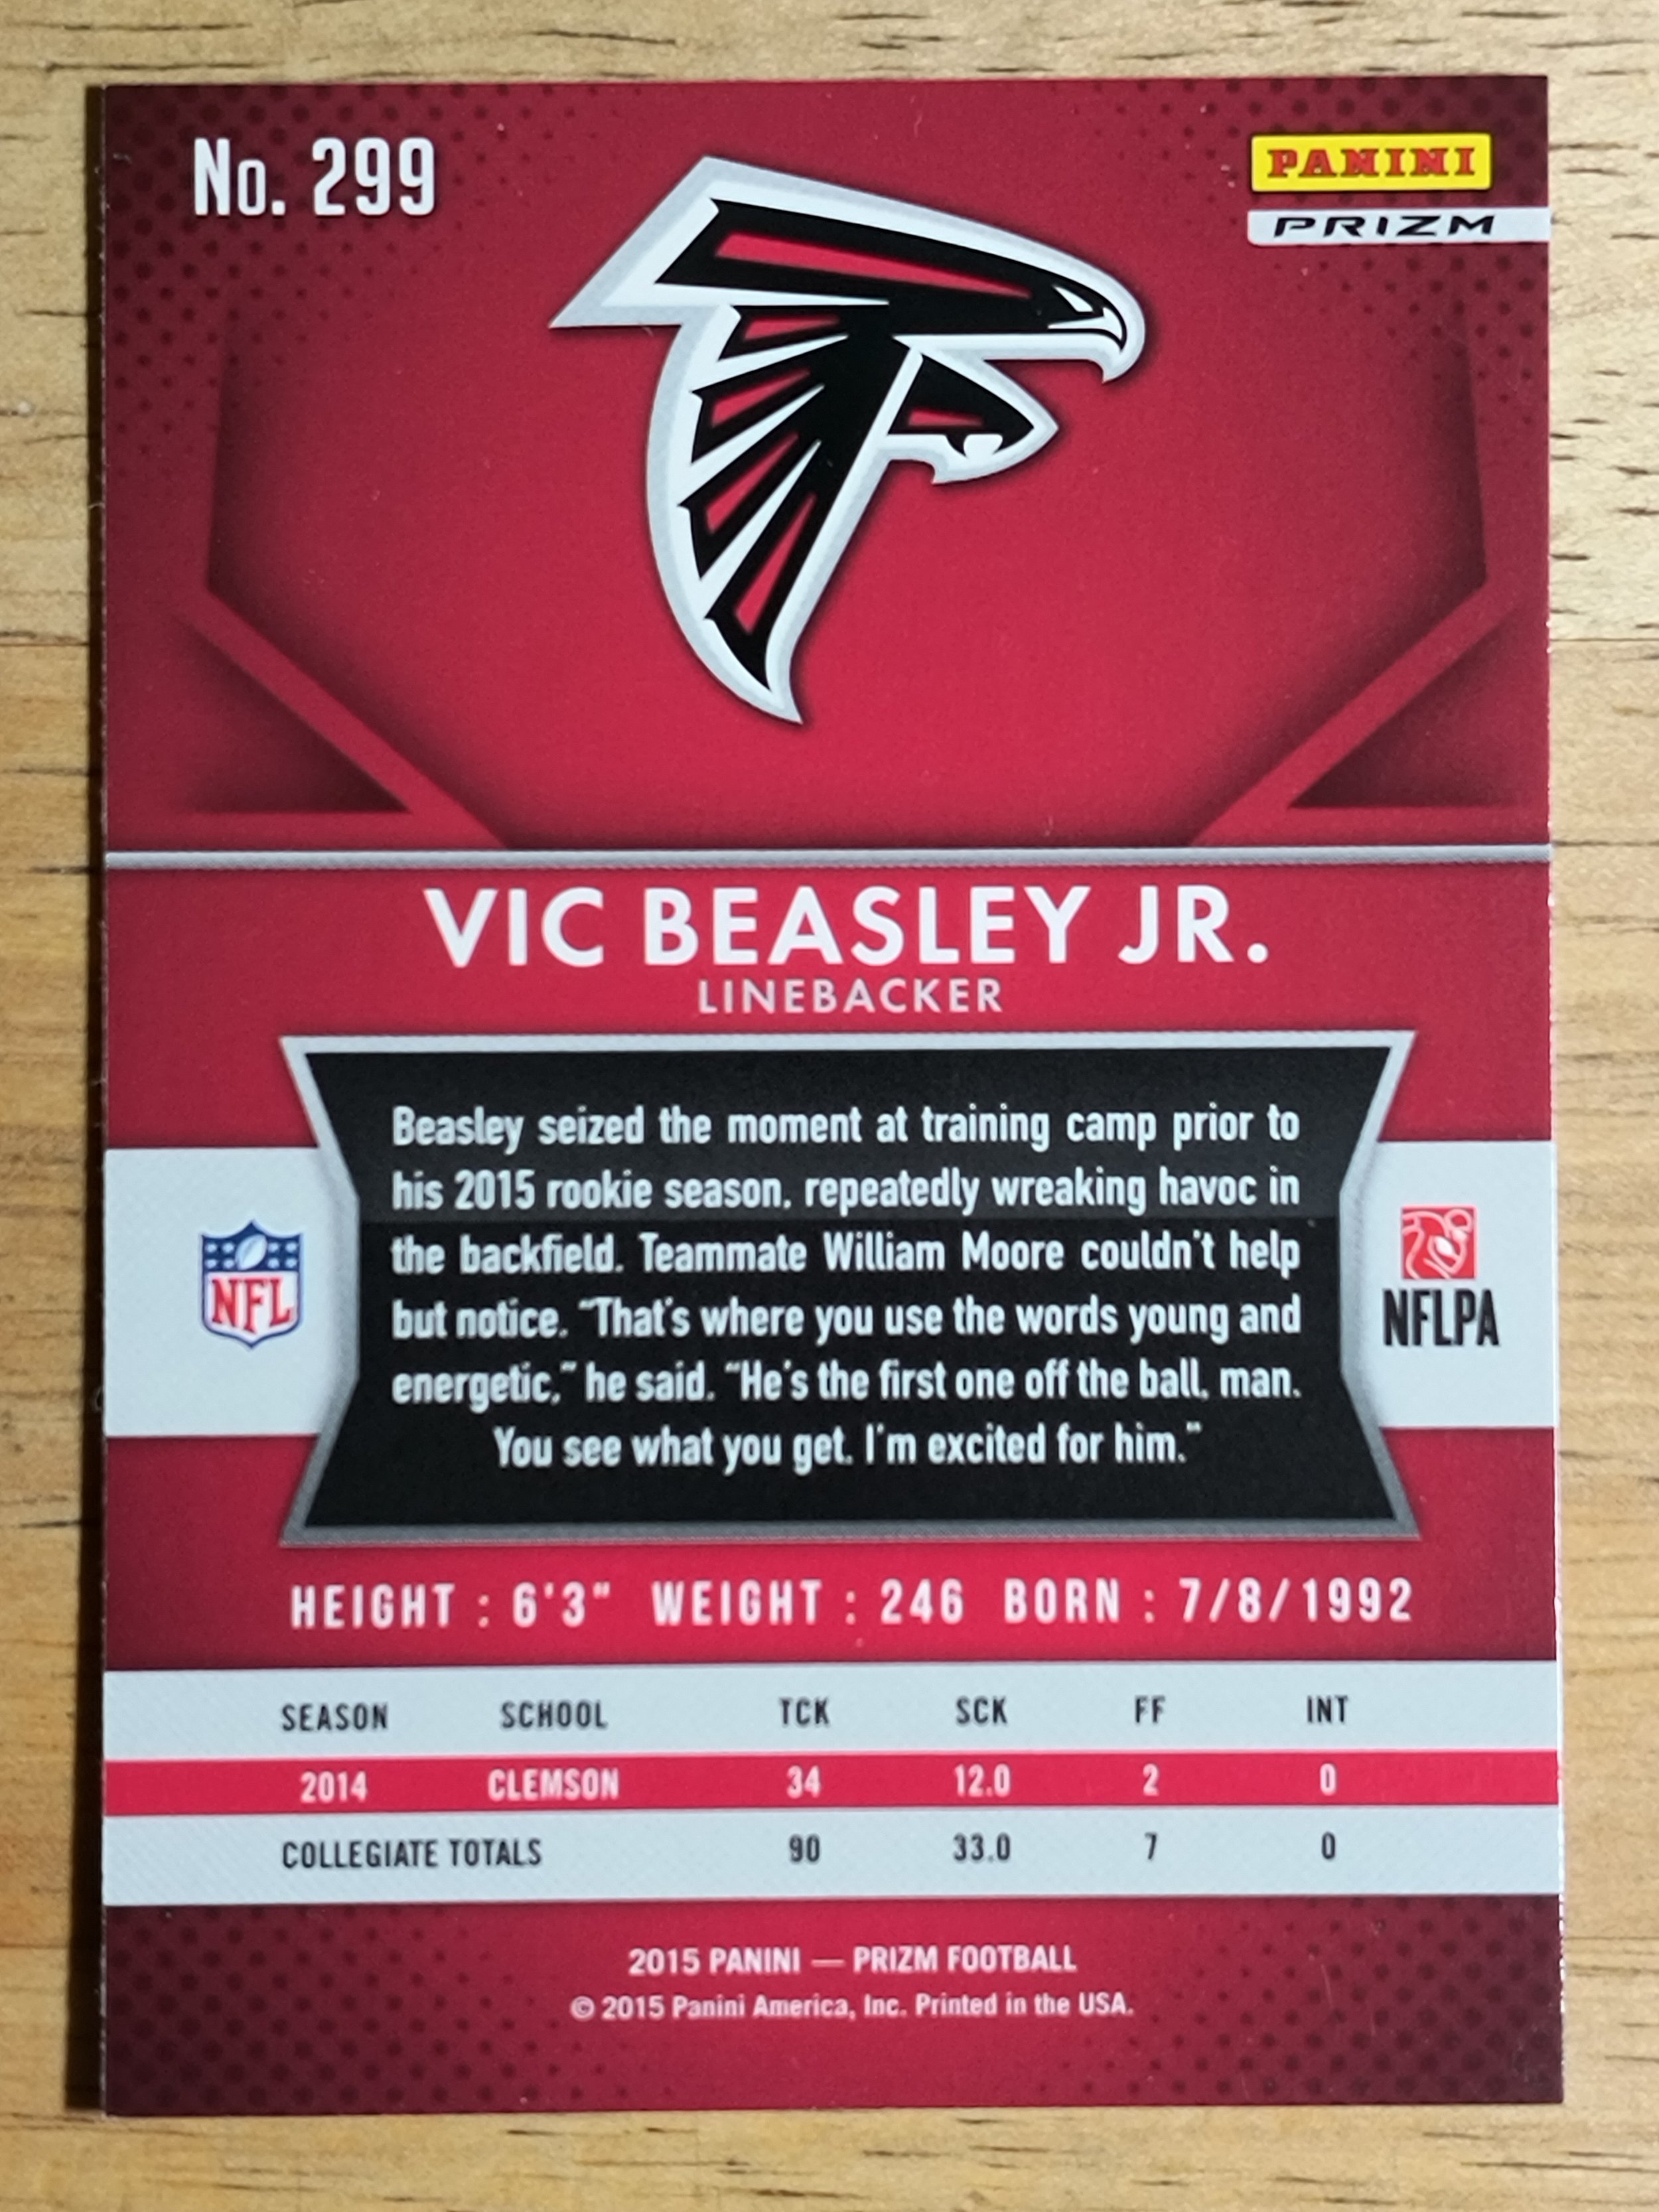 No. 299
PANINI
PRIZM
VIC BEASLEY JR.
LINEBACKER
Beasley seized the moment at training camp prior to
his 2015 rookie season, repeatedly wreaking havoc in
the backfield. Teammate William Moore couldn't help
but notice. "That's where you use the words young and
energetic," he said. "He's the first one off the ball, man.
You see what you get. I'm excited for him."
NFL
NFLPA
HEIGHT : 6'3" WEIGHT : 246 BORN : 7/8/1992
SEASON SCHOOL TCK SCK FF INT
2014 CLEMSON 34 12.0 2 0
COLLEGIATE TOTALS 90 33.0 7 0
2015 PANINI — PRIZM FOOTBALL
© 2015 Panini America, Inc. Printed in the USA.